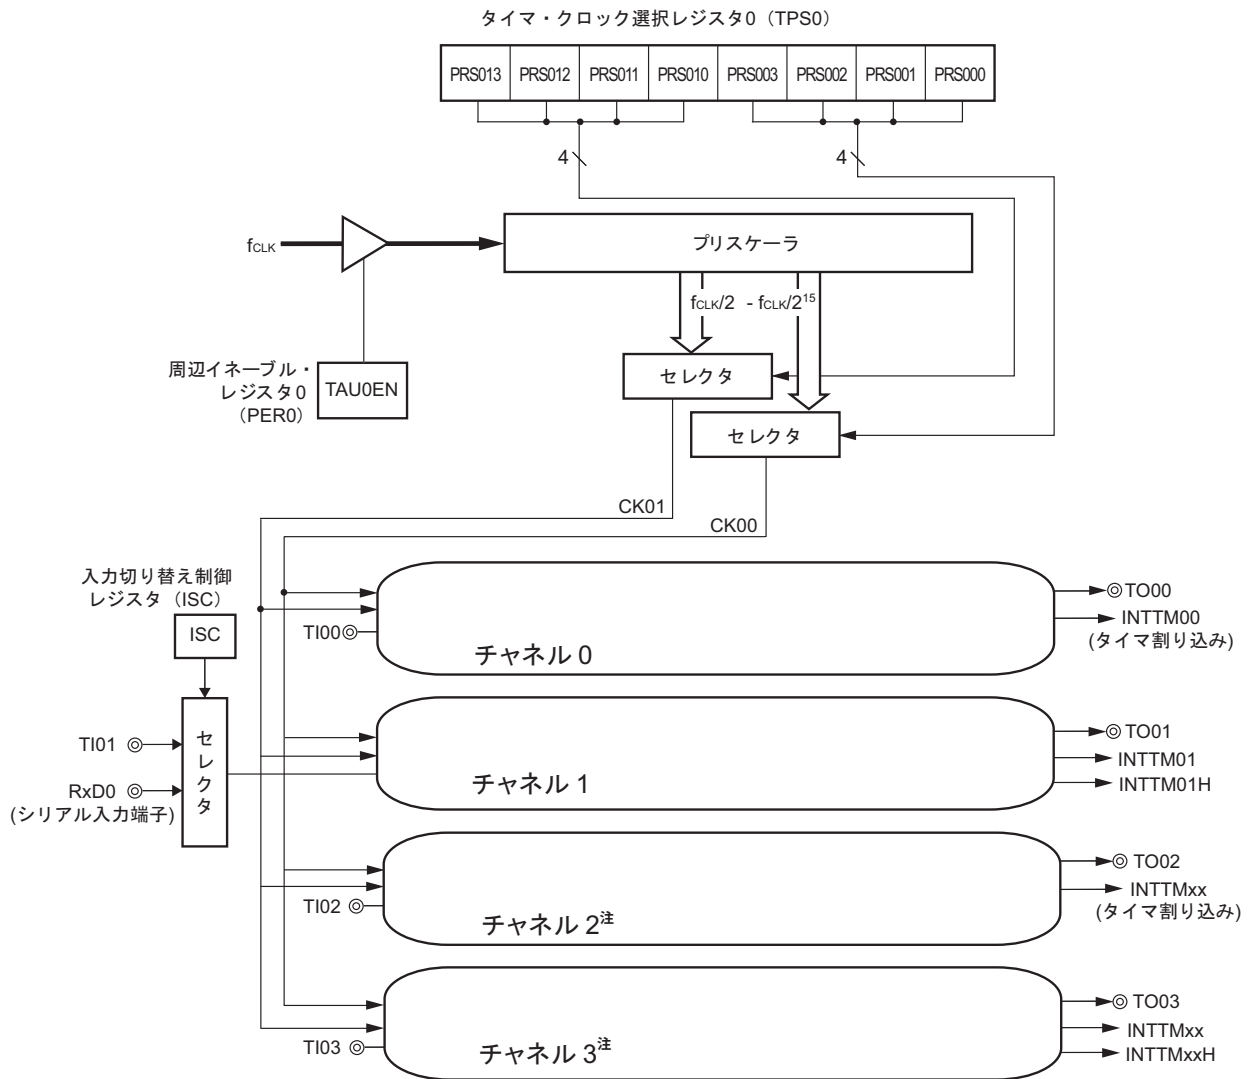 タイマ・クロック選択レジスタ0（TPS0）
PRS013 PRS012 PRS011 PRS010 PRS003 PRS002 PRS001 PRS000
4 4
fCLK
プリスケーラ
fCLK/2 - fCLK/2¹⁵
周辺イネーブル・
レジスタ0
（PER0）
TAU0EN
セレクタ
セレクタ
CK01
CK00
入力切り替え制御
レジスタ（ISC）
ISC
TI01
RxD0
(シリアル入力端子)
セレクタ
TI00
チャネル 0
TO00
INTTM00
(タイマ割り込み)
チャネル 1
TO01
INTTM01
INTTM01H
TI02
チャネル 2注
TO02
INTTMxx
(タイマ割り込み)
TI03
チャネル 3注
TO03
INTTMxx
INTTMxxH